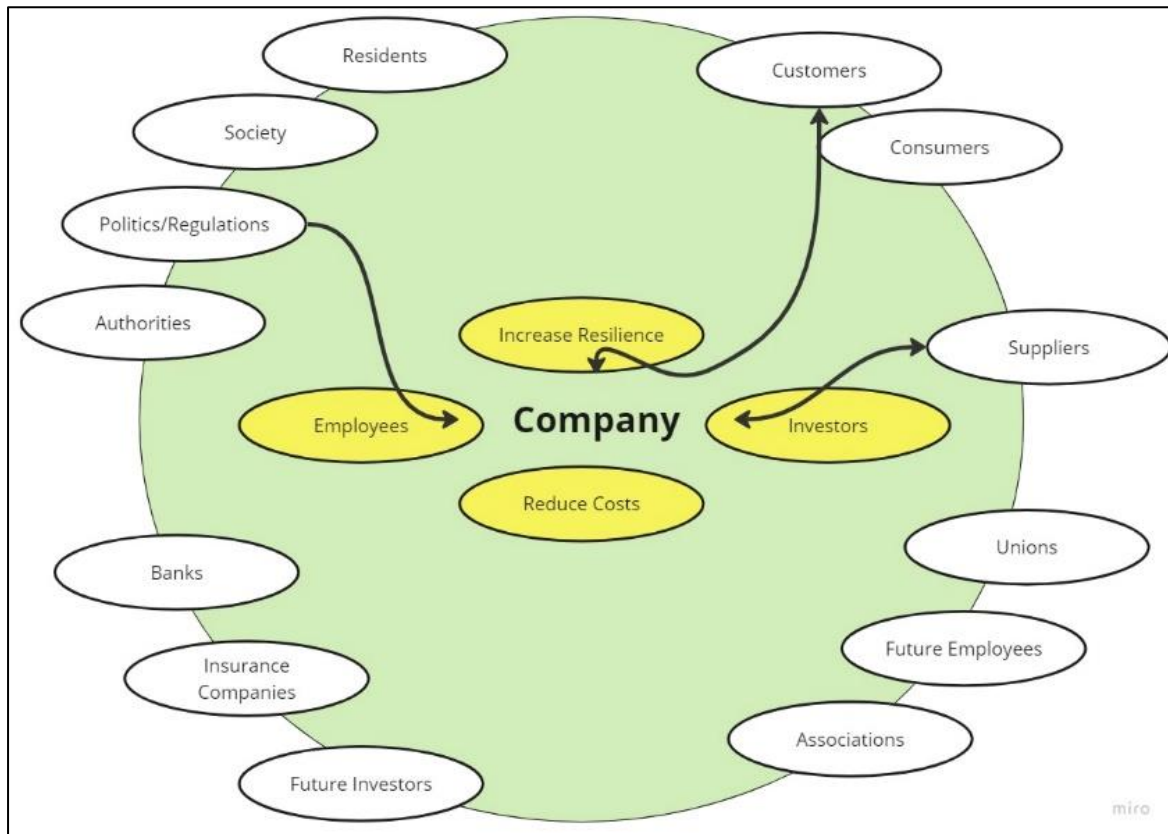 Residents
Customers
Society
Consumers
Politics/Regulations
Authorities
Increase Resilience
Suppliers
Employees
Company
Investors
Reduce Costs
Banks
Unions
Insurance
Companies
Future Employees
Associations
Future Investors
miro